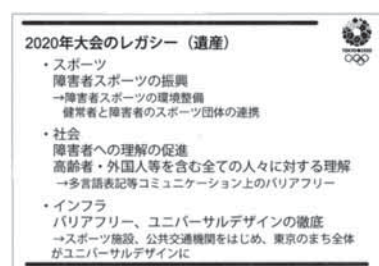 2020年大会のレガシー（遺産）
TOKYO 2020
・スポーツ
障害者スポーツの振興
→障害者スポーツの環境整備
健常者と障害者のスポーツ団体の連携
・社会
障害者への理解の促進
高齢者・外国人等を含む全ての人々に対する理解
→多言語表記等コミュニケーション上のバリアフリー
・インフラ
バリアフリー、ユニバーサルデザインの徹底
→スポーツ施設、公共交通機関をはじめ、東京のまち全体
がユニバーサルデザインに